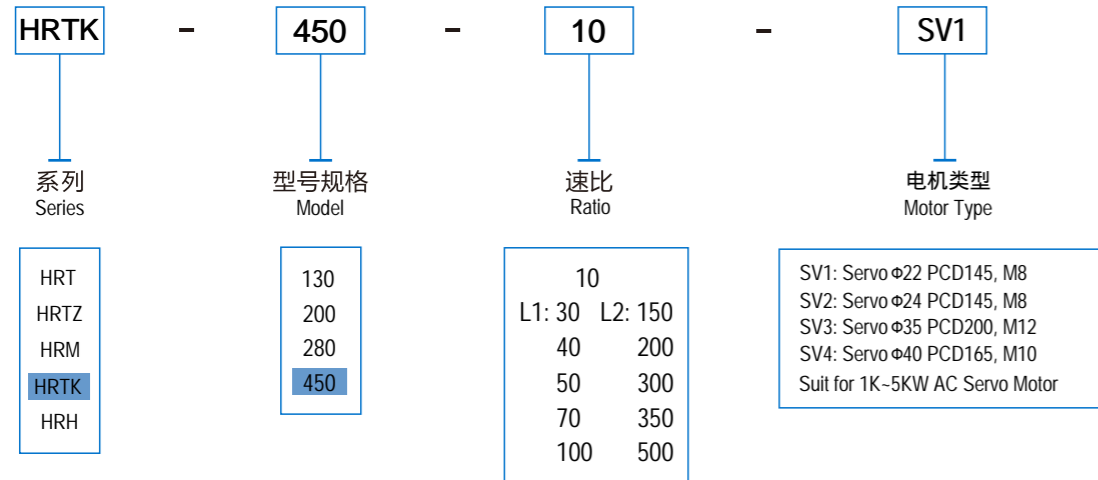 HRTK - 450 - 10 - SV1
系列 型号规格 速比 电机类型
Series Model Ratio Motor Type
HRT
HRTZ
HRM
HRTK
HRH
130
200
280
450
10
L1: 30 L2: 150
40 200
50 300
70 350
100 500
SV1: Servo Φ22 PCD145, M8
SV2: Servo Φ24 PCD145, M8
SV3: Servo Φ35 PCD200, M12
SV4: Servo Φ40 PCD165, M10
Suit for 1K~5KW AC Servo Motor